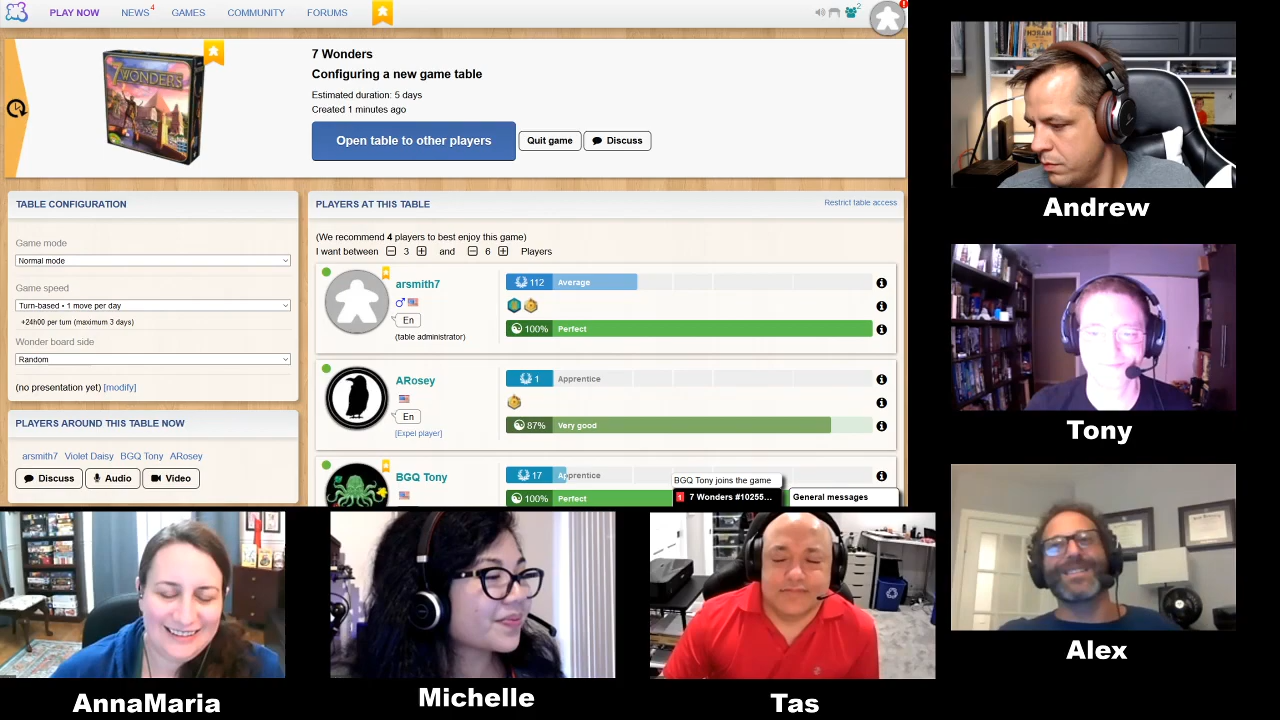 PLAY NOW
NEWS 4
GAMES
COMMUNITY
FORUMS
2
!
7 WONDERS
7 Wonders
Configuring a new game table
Estimated duration: 5 days
Created 1 minutes ago
Open table to other players
Quit game
Discuss
TABLE CONFIGURATION
Game mode
Normal mode
Game speed
Turn-based • 1 move per day
+24h00 per turn (maximum 3 days)
Wonder board side
Random
(no presentation yet) [modify]
PLAYERS AROUND THIS TABLE NOW
arsmith7 Violet Daisy BGQ Tony ARosey
Discuss
Audio
Video
PLAYERS AT THIS TABLE
Restrict table access
(We recommend 4 players to best enjoy this game)
I want between 3 and 6 Players
arsmith7
En
(table administrator)
112 Average
100% Perfect
ARosey
En
[Expel player]
1 Apprentice
87% Very good
BGQ Tony
17 Apprentice
100% Perfect
BGQ Tony joins the game
1 7 Wonders #10255...
General messages
Andrew
Tony
Alex
AnnaMaria
Michelle
Tas